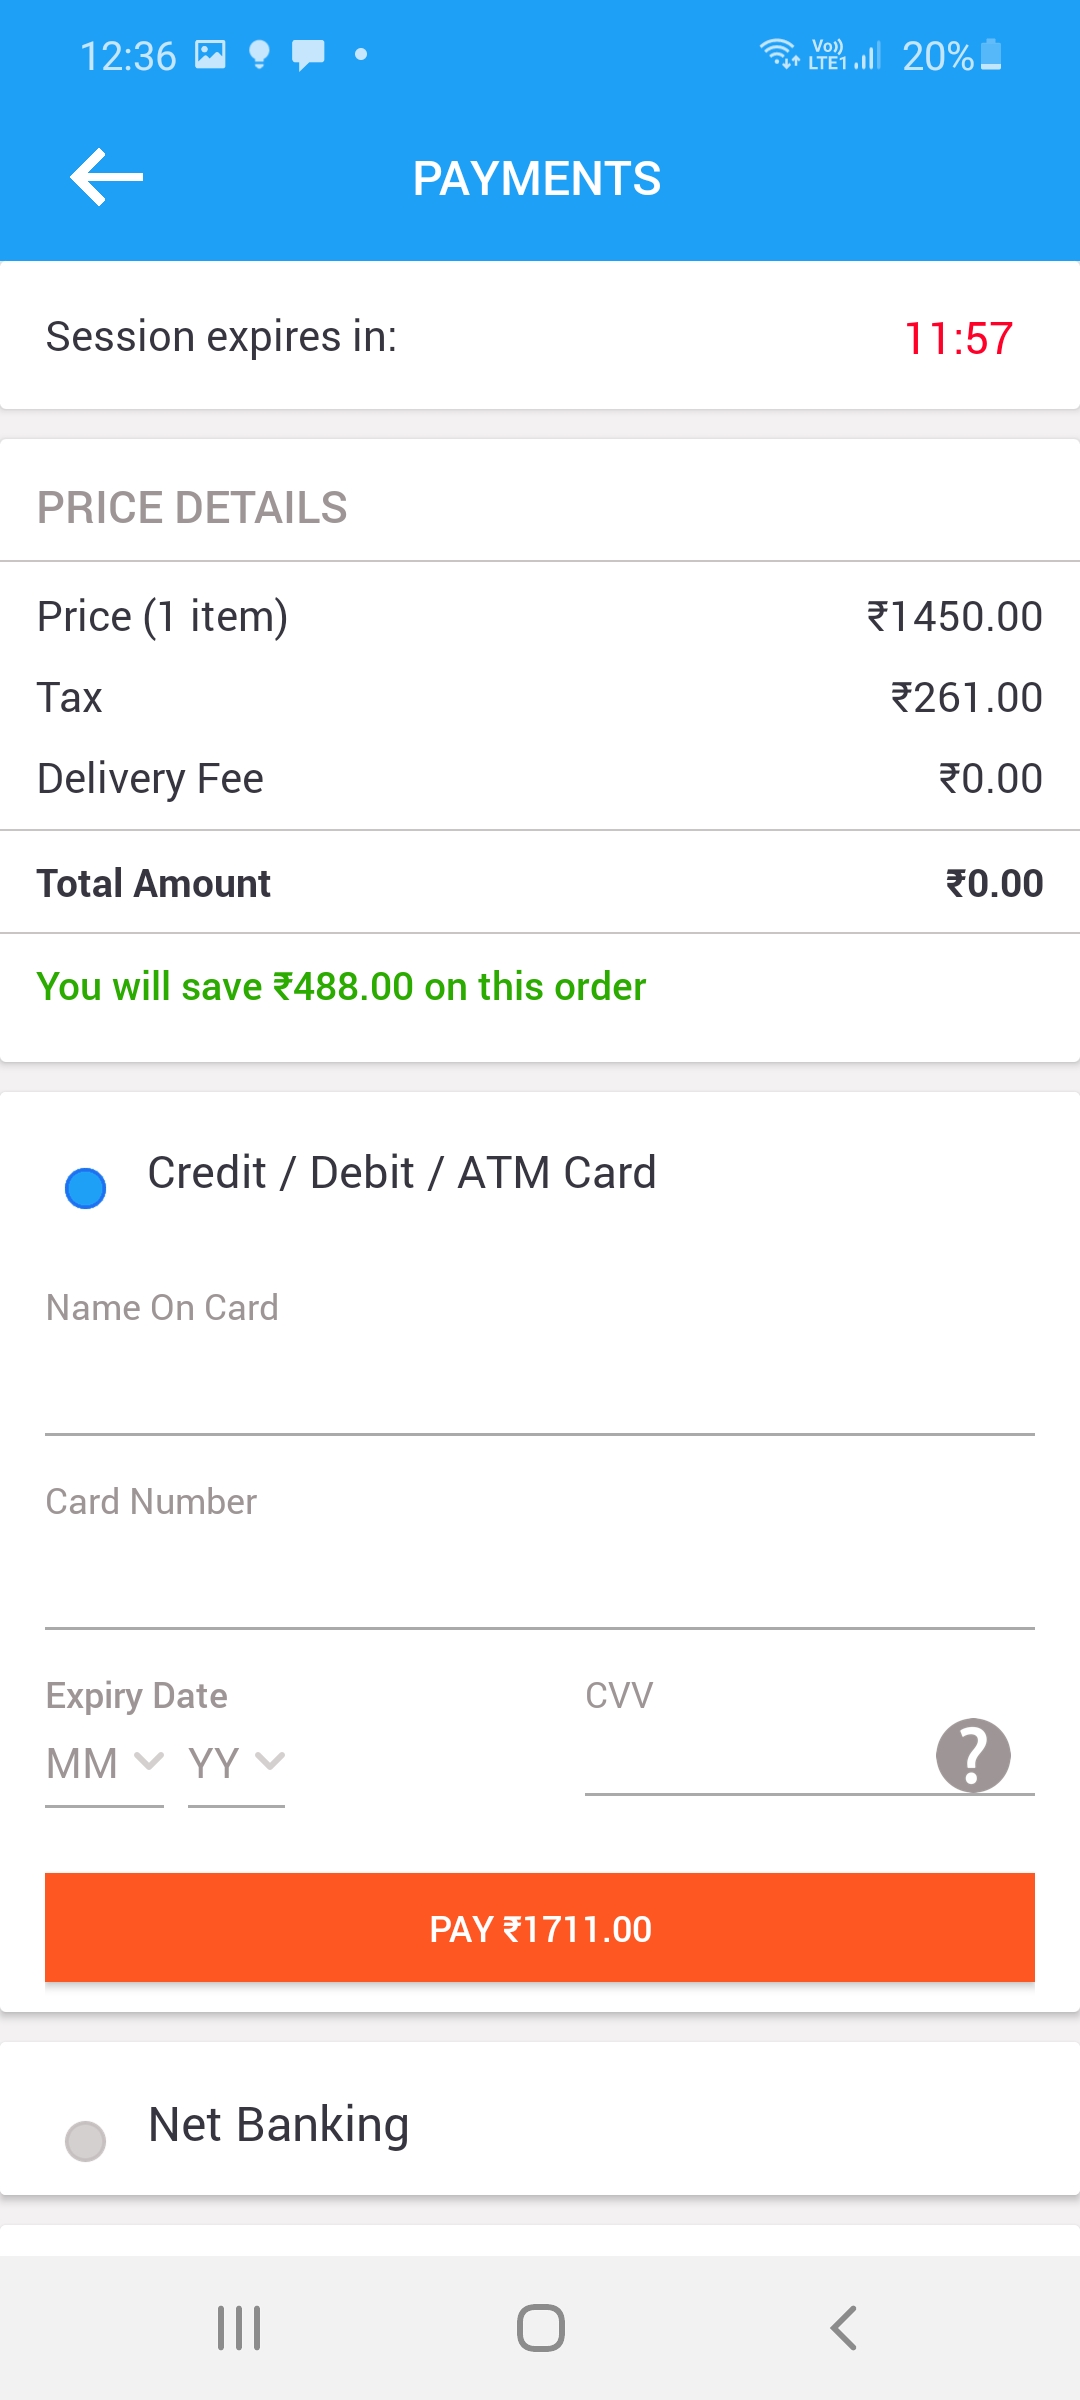 12:36 Vo)) LTE1 20%
PAYMENTS
Session expires in: 11:57
PRICE DETAILS
Price (1 item) ₹1450.00
Tax ₹261.00
Delivery Fee ₹0.00
Total Amount ₹0.00
You will save ₹488.00 on this order
Credit / Debit / ATM Card
Name On Card
Card Number
Expiry Date CVV
MM YY ?
PAY ₹1711.00
Net Banking